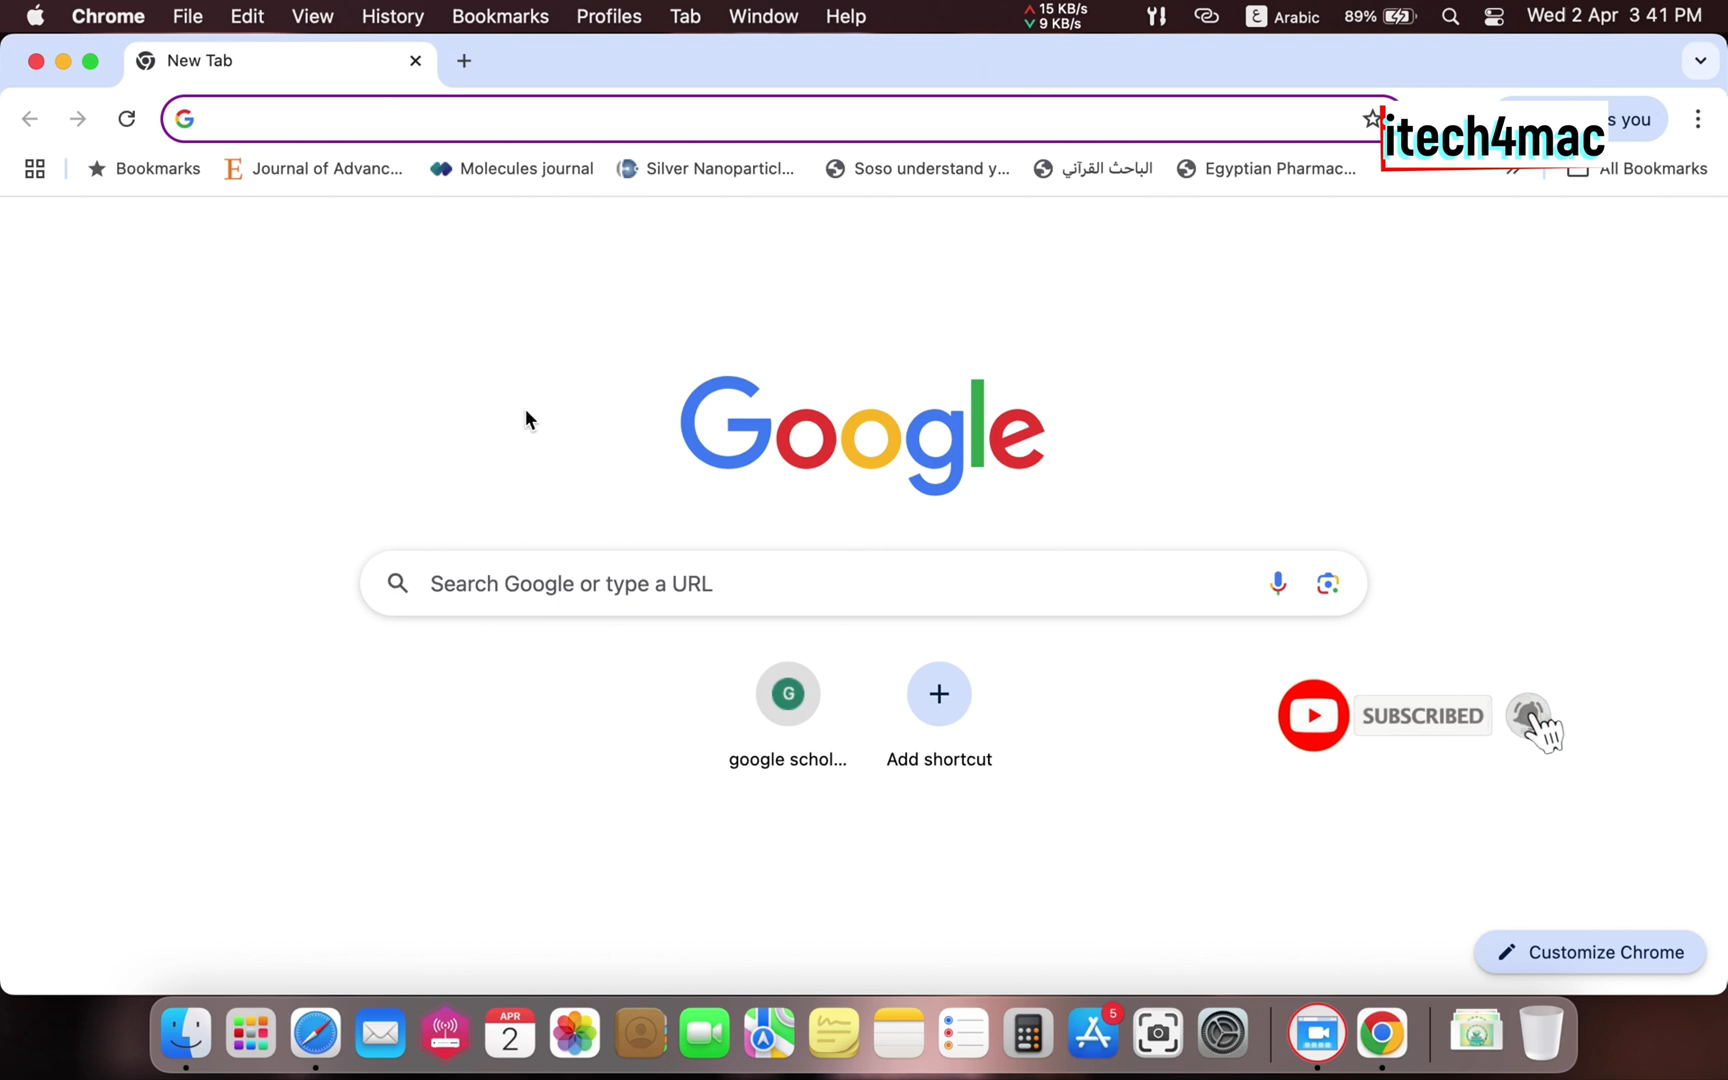 Chrome File Edit View History Bookmarks Profiles Tab Window Help 15 KB/s Arabic 89% Wed 2 Apr 3 41 PM
9 KB/s
New Tab
s you
itech4mac
Bookmarks Journal of Advanc... Molecules journal Silver Nanoparticl... Soso understand y... الباحث القرآني Egyptian Pharmac... All Bookmarks
Google
Search Google or type a URL
G
google schol... Add shortcut
SUBSCRIBED
Customize Chrome
APR
2
5